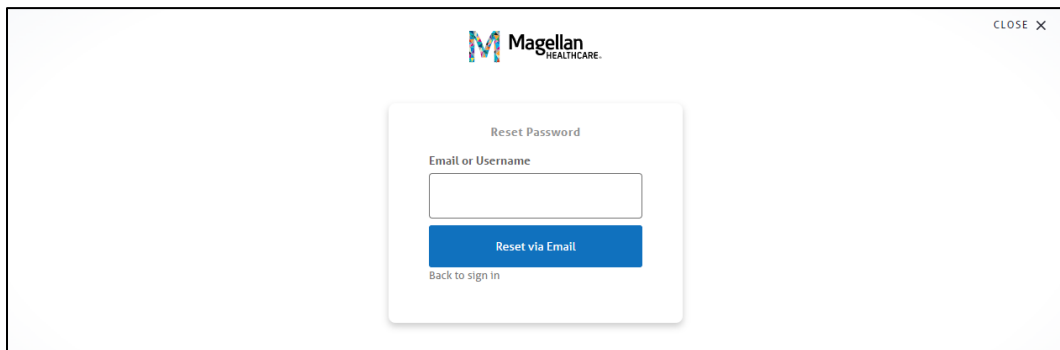 CLOSE X
M Magellan
HEALTHCARE®
Reset Password
Email or Username
Reset via Email
Back to sign in